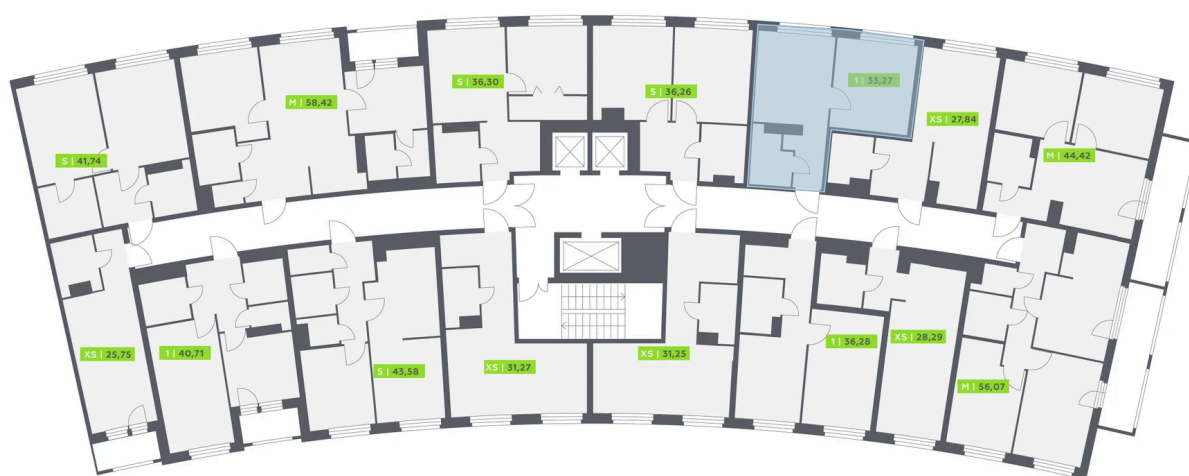 S | 36,30
1 | 33,27
S | 36,26
M | 58,42
XS | 27,84
M | 44,42
S | 41,74
1 | 36,28
XS | 28,29
XS | 25,75
1 | 40,71
XS | 31,25
XS | 31,27
S | 43,58
M | 56,07